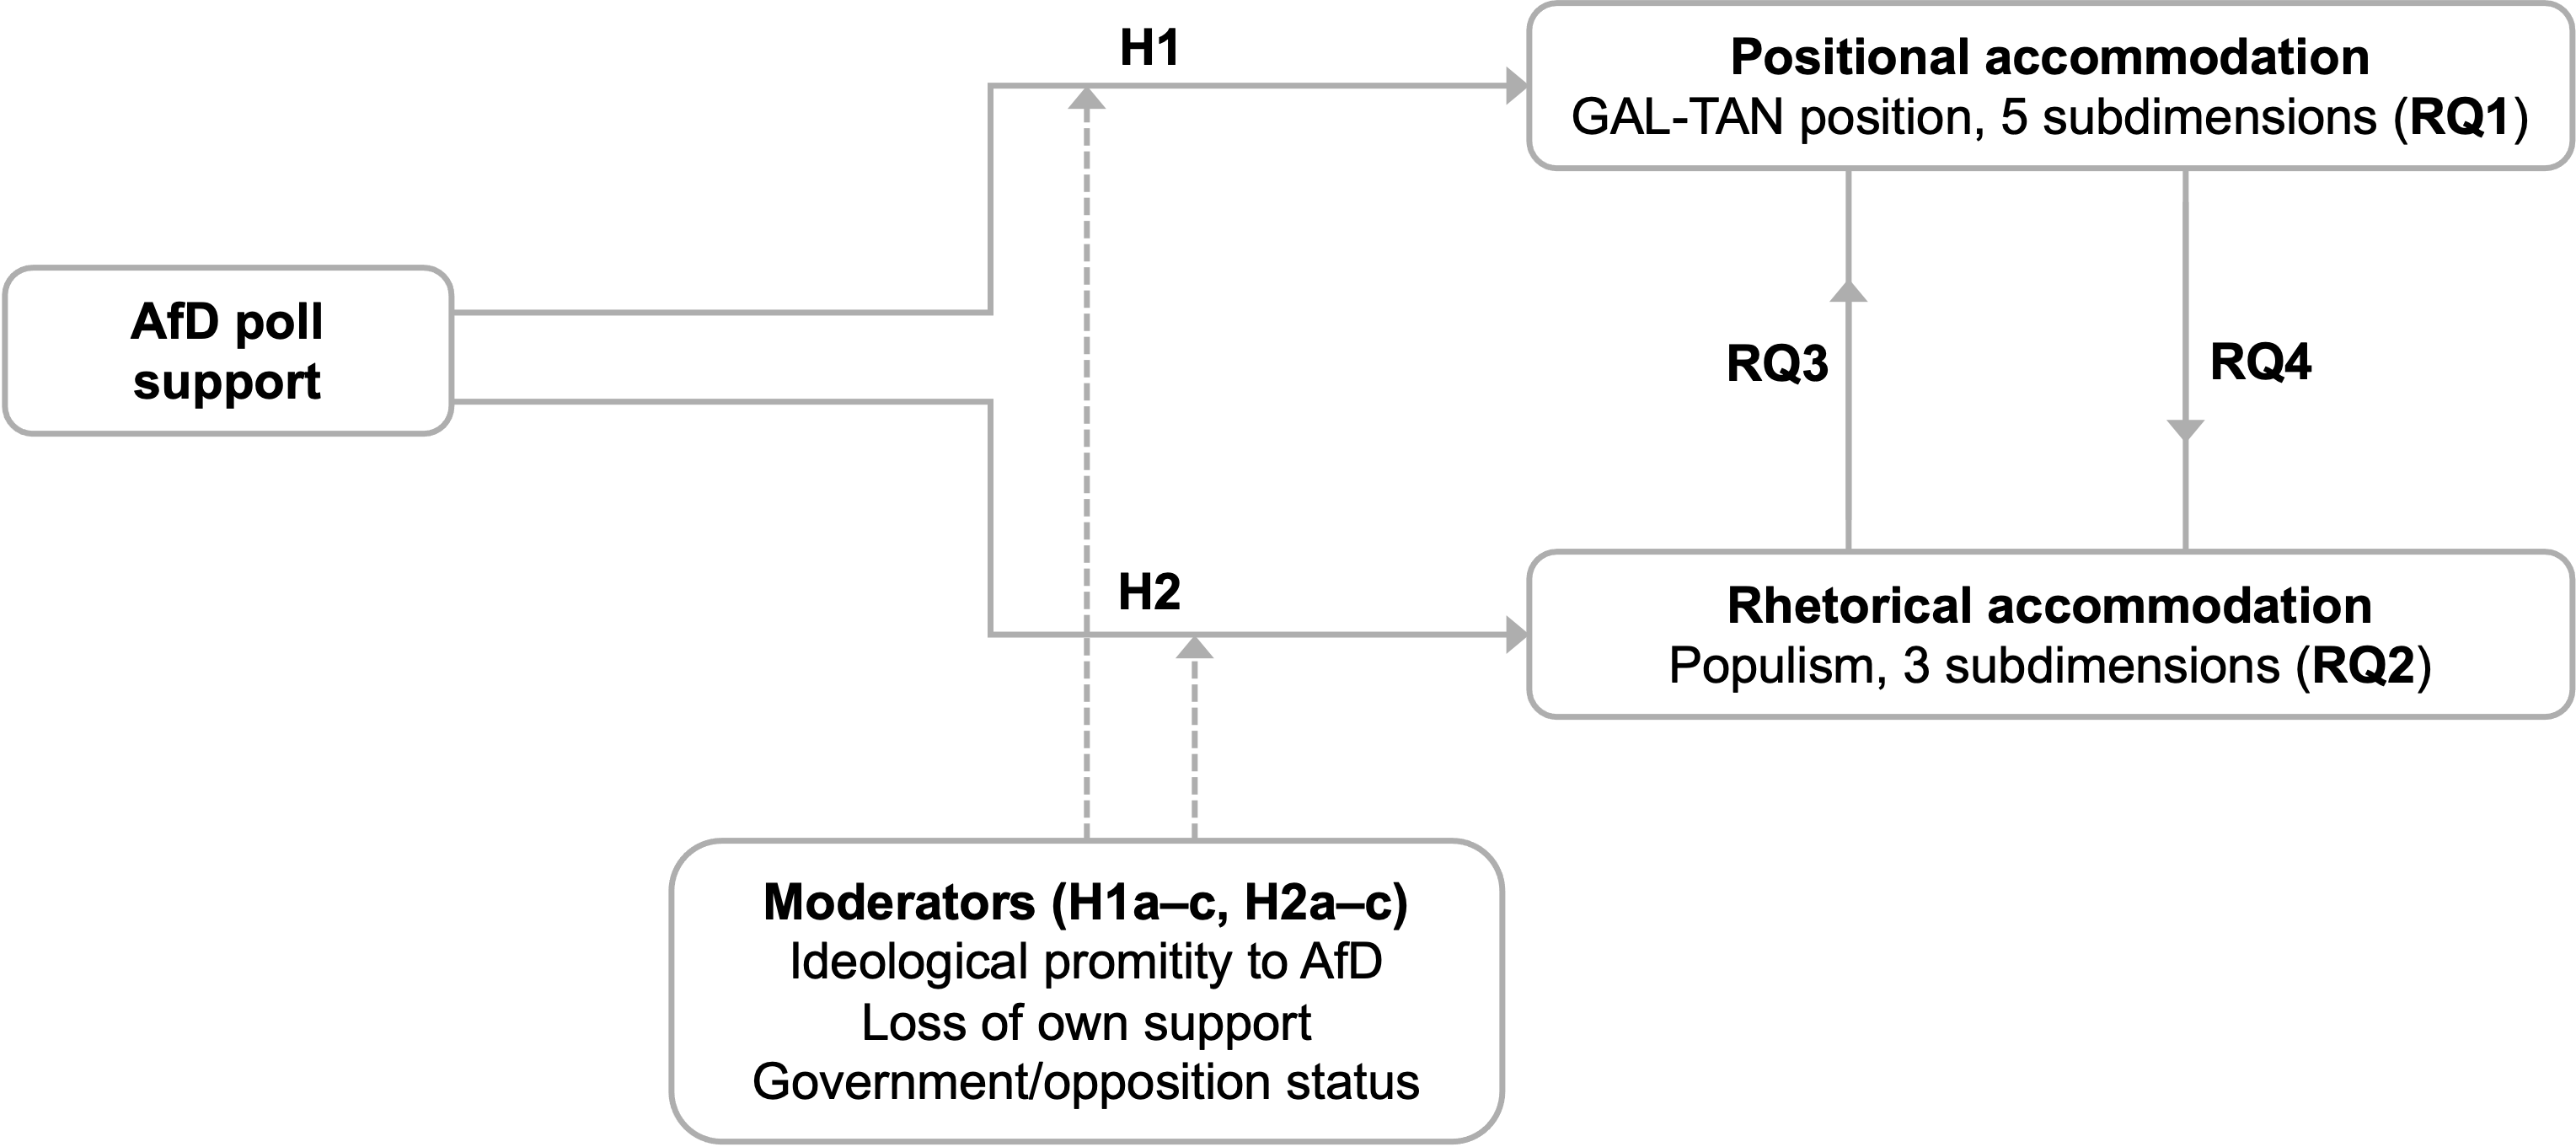 H1
Positional accommodation
GAL-TAN position, 5 subdimensions (RQ1)
AfD poll
support
RQ3
RQ4
H2
Rhetorical accommodation
Populism, 3 subdimensions (RQ2)
Moderators (H1a–c, H2a–c)
Ideological promitity to AfD
Loss of own support
Government/opposition status